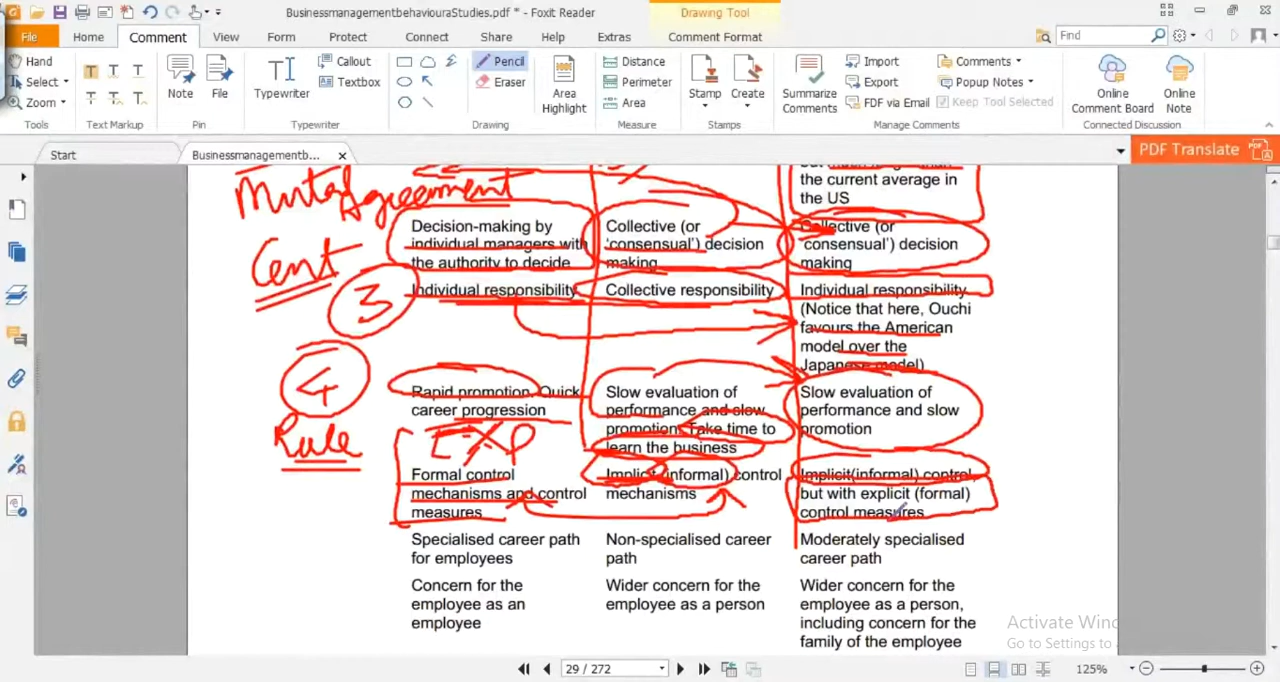 BusinessmanagementbehaviouraStudies.pdf * - Foxit Reader
Drawing Tool
File Home Comment View Form Protect Connect Share Help Extras Comment Format
Find
Hand
Select
Zoom
Tools
Text Markup
Note
File
Pin
Typewriter
Callout
Textbox
Typewriter
Pencil
Eraser
Drawing
Area
Highlight
Distance
Perimeter
Area
Measure
Stamp
Create
Stamps
Summarize
Comments
Import
Export
FDF via Email
Comments
Popup Notes
Keep Tool Selected
Manage Comments
Online
Comment Board
Online
Note
Connected Discussion
Start
Businessmanagementb...
PDF Translate
the current average in
the US
Agreement
Cent
3
4
Rule
EXP
Decision-making by
individual managers with
the authority to decide
Collective (or
'consensual') decision
making
Collective (or
'consensual') decision
making
Individual responsibility
Collective responsibility
Individual responsibility
(Notice that here, Ouchi
favours the American
model over the
Japanese model)
Rapid promotion. Quick
career progression
Slow evaluation of
performance and slow
promotion. Take time to
learn the business
Slow evaluation of
performance and slow
promotion
Formal control
mechanisms and control
measures
Implicit (informal) control
mechanisms
Implicit(informal) control,
but with explicit (formal)
control measures
Specialised career path
for employees
Non-specialised career
path
Moderately specialised
career path
Concern for the
employee as an
employee
Wider concern for the
employee as a person
Wider concern for the
employee as a person,
including concern for the
family of the employee
Go to Settings to
29 / 272
125%